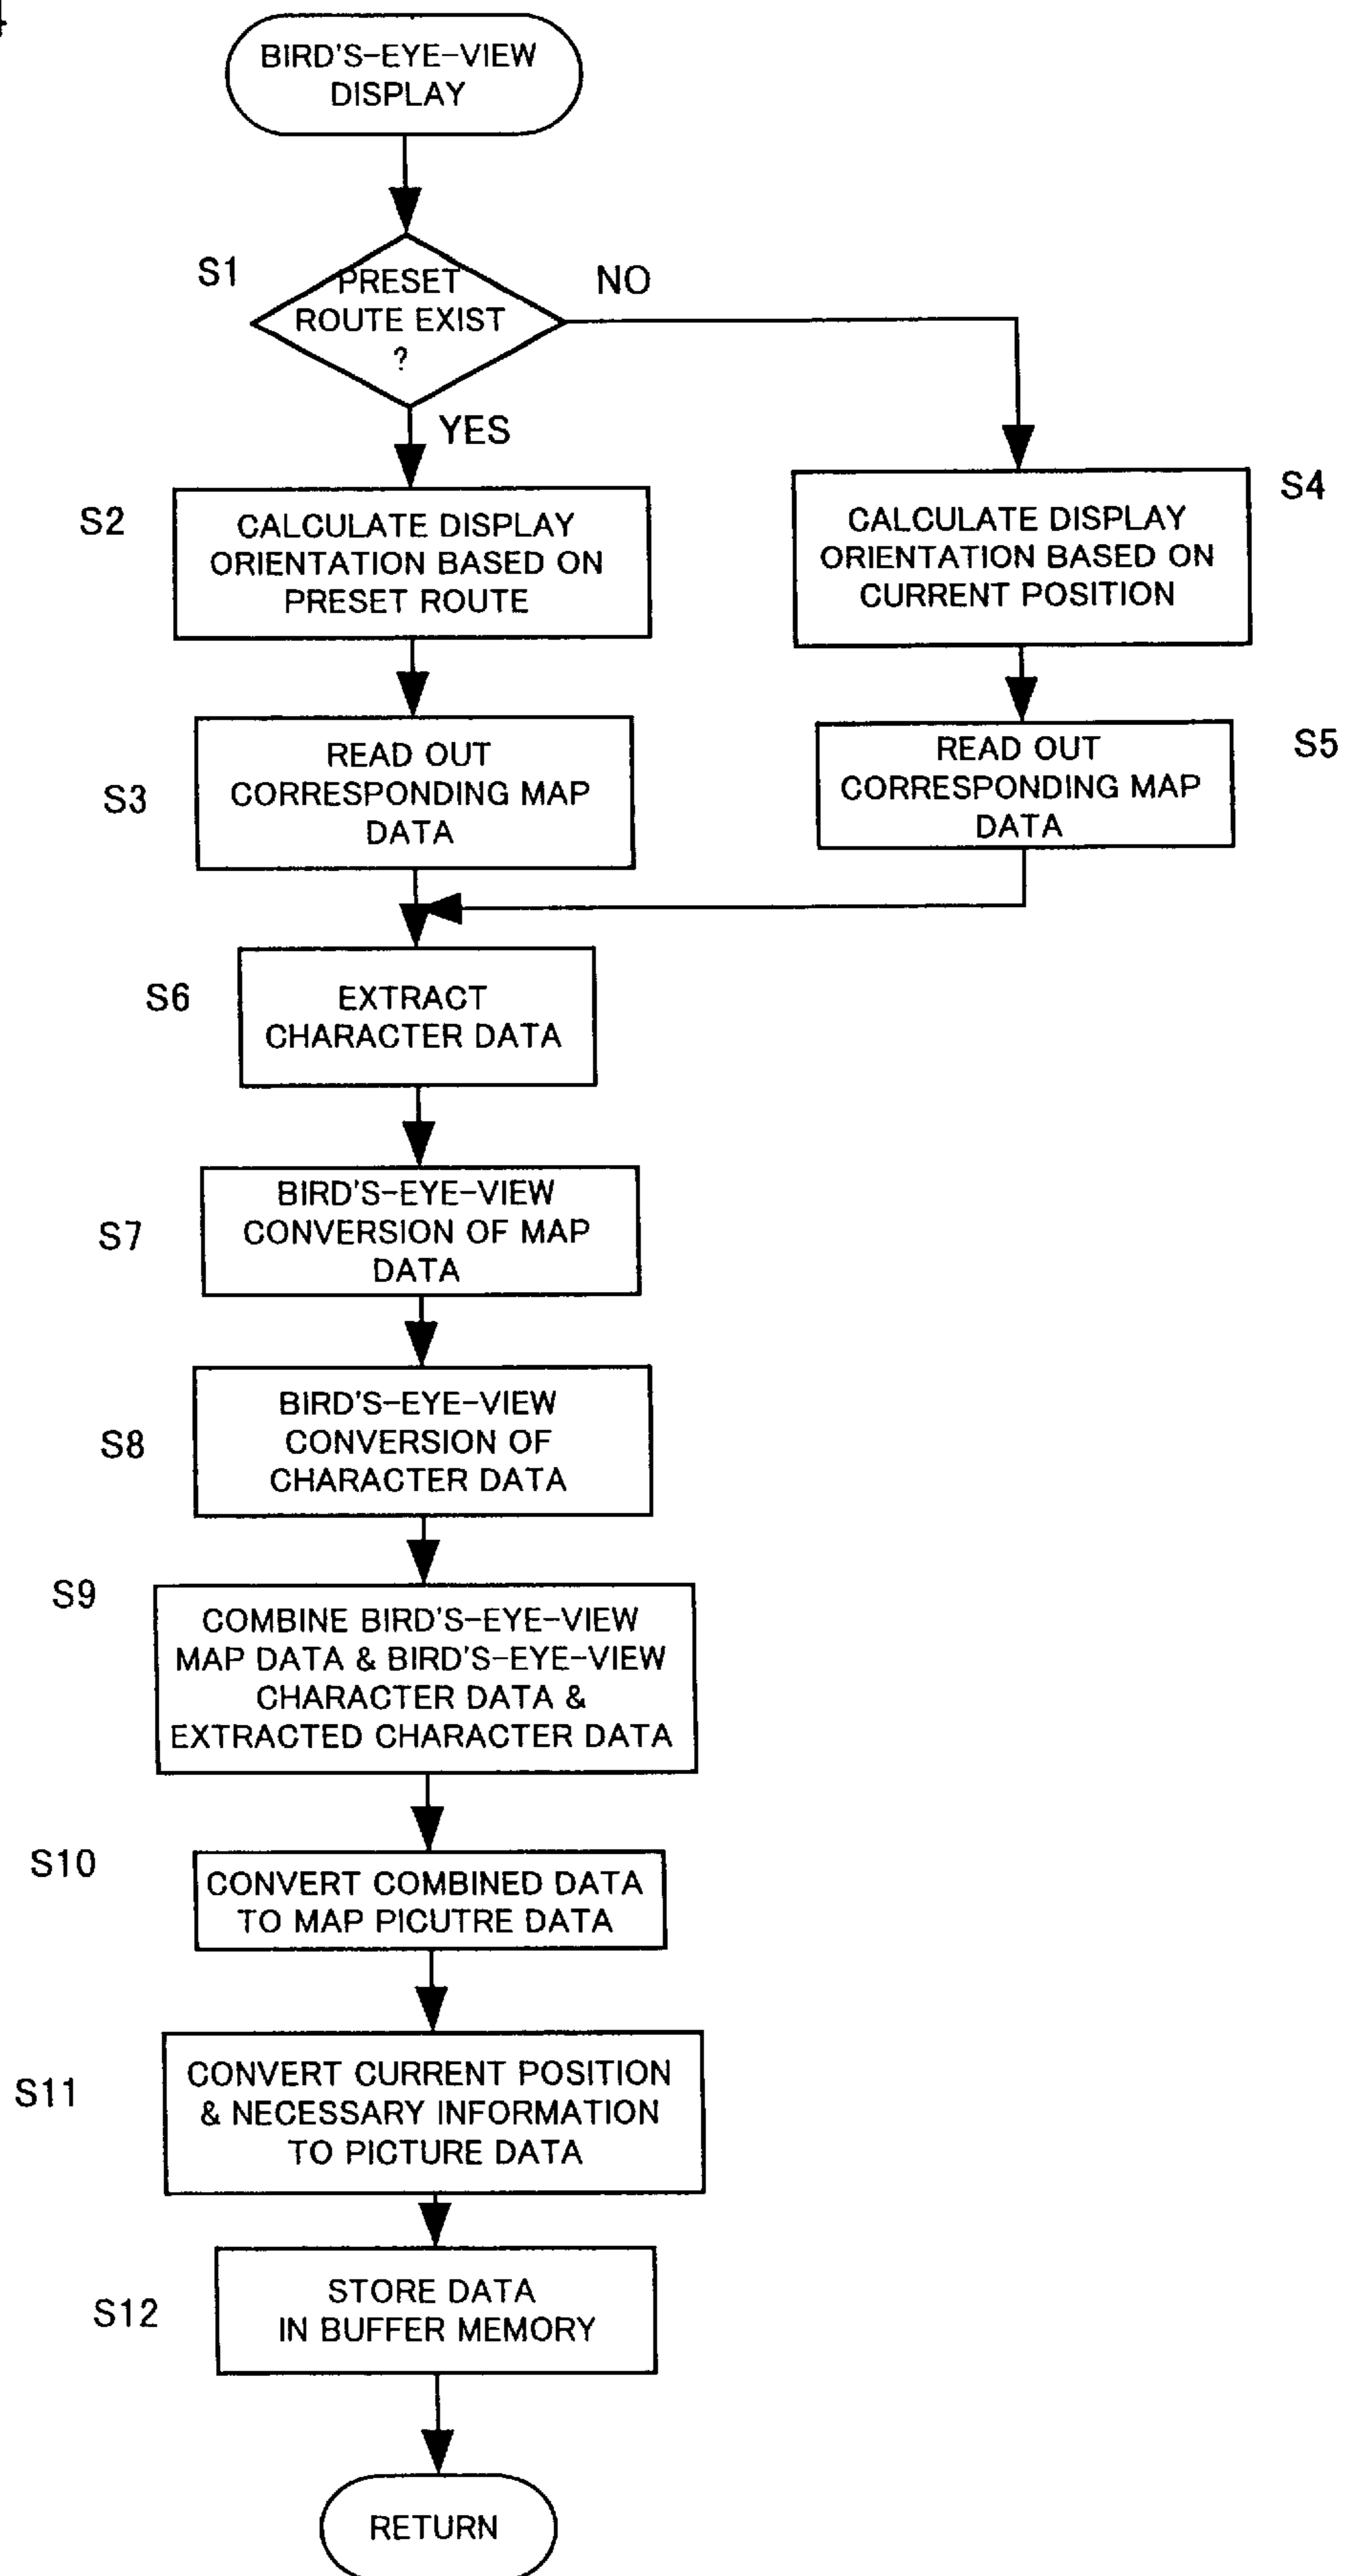 4
BIRD'S-EYE-VIEW
DISPLAY
S1
PRESET
ROUTE EXIST
?
NO
YES
S2
CALCULATE DISPLAY
ORIENTATION BASED ON
PRESET ROUTE
S4
CALCULATE DISPLAY
ORIENTATION BASED ON
CURRENT POSITION
S3
READ OUT
CORRESPONDING MAP
DATA
S5
READ OUT
CORRESPONDING MAP
DATA
S6
EXTRACT
CHARACTER DATA
S7
BIRD'S-EYE-VIEW
CONVERSION OF MAP
DATA
S8
BIRD'S-EYE-VIEW
CONVERSION OF
CHARACTER DATA
S9
COMBINE BIRD'S-EYE-VIEW
MAP DATA & BIRD'S-EYE-VIEW
CHARACTER DATA &
EXTRACTED CHARACTER DATA
S10
CONVERT COMBINED DATA
TO MAP PICUTRE DATA
S11
CONVERT CURRENT POSITION
& NECESSARY INFORMATION
TO PICTURE DATA
S12
STORE DATA
IN BUFFER MEMORY
RETURN